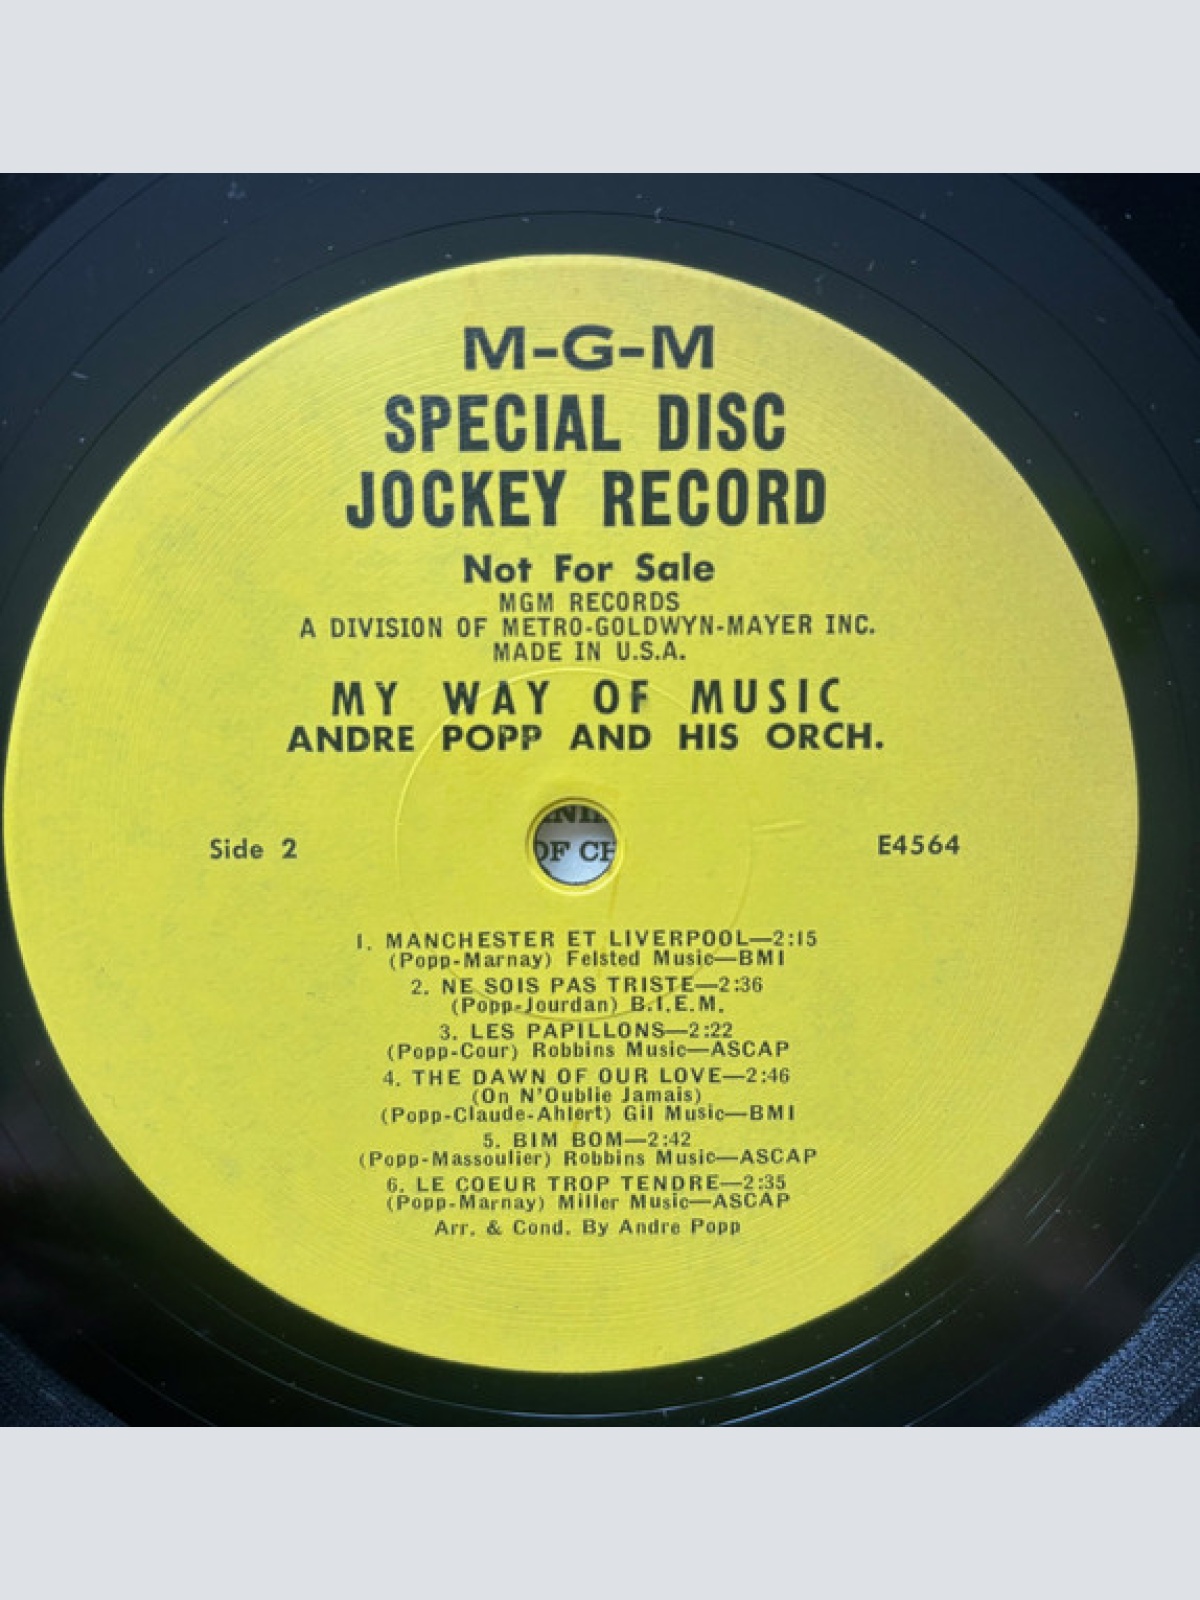 M-G-M
SPECIAL DISC
JOCKEY RECORD
Not For Sale
MGM RECORDS
A DIVISION OF METRO-GOLDWYN-MAYER INC.
MADE IN U.S.A.
MY WAY OF MUSIC
ANDRE POPP AND HIS ORCH.
OF CH
Side 2
E4564
1. MANCHESTER ET LIVERPOOL—2:15
(Popp-Marnay) Felsted Music—BMI
2. NE SOIS PAS TRISTE—2:36
(Popp-Jourdan) B.I.E.M.
3. LES PAPILLONS—2:22
(Popp-Cour) Robbins Music—ASCAP
4. THE DAWN OF OUR LOVE—2:46
(On N'Oublie Jamais)
(Popp-Claude-Ahlert) Gil Music—BMI
5. BIM BOM—2:42
(Popp-Massoulier) Robbins Music—ASCAP
6. LE COEUR TROP TENDRE—2:35
(Popp-Marnay) Miller Music—ASCAP
Arr. & Cond. By Andre Popp